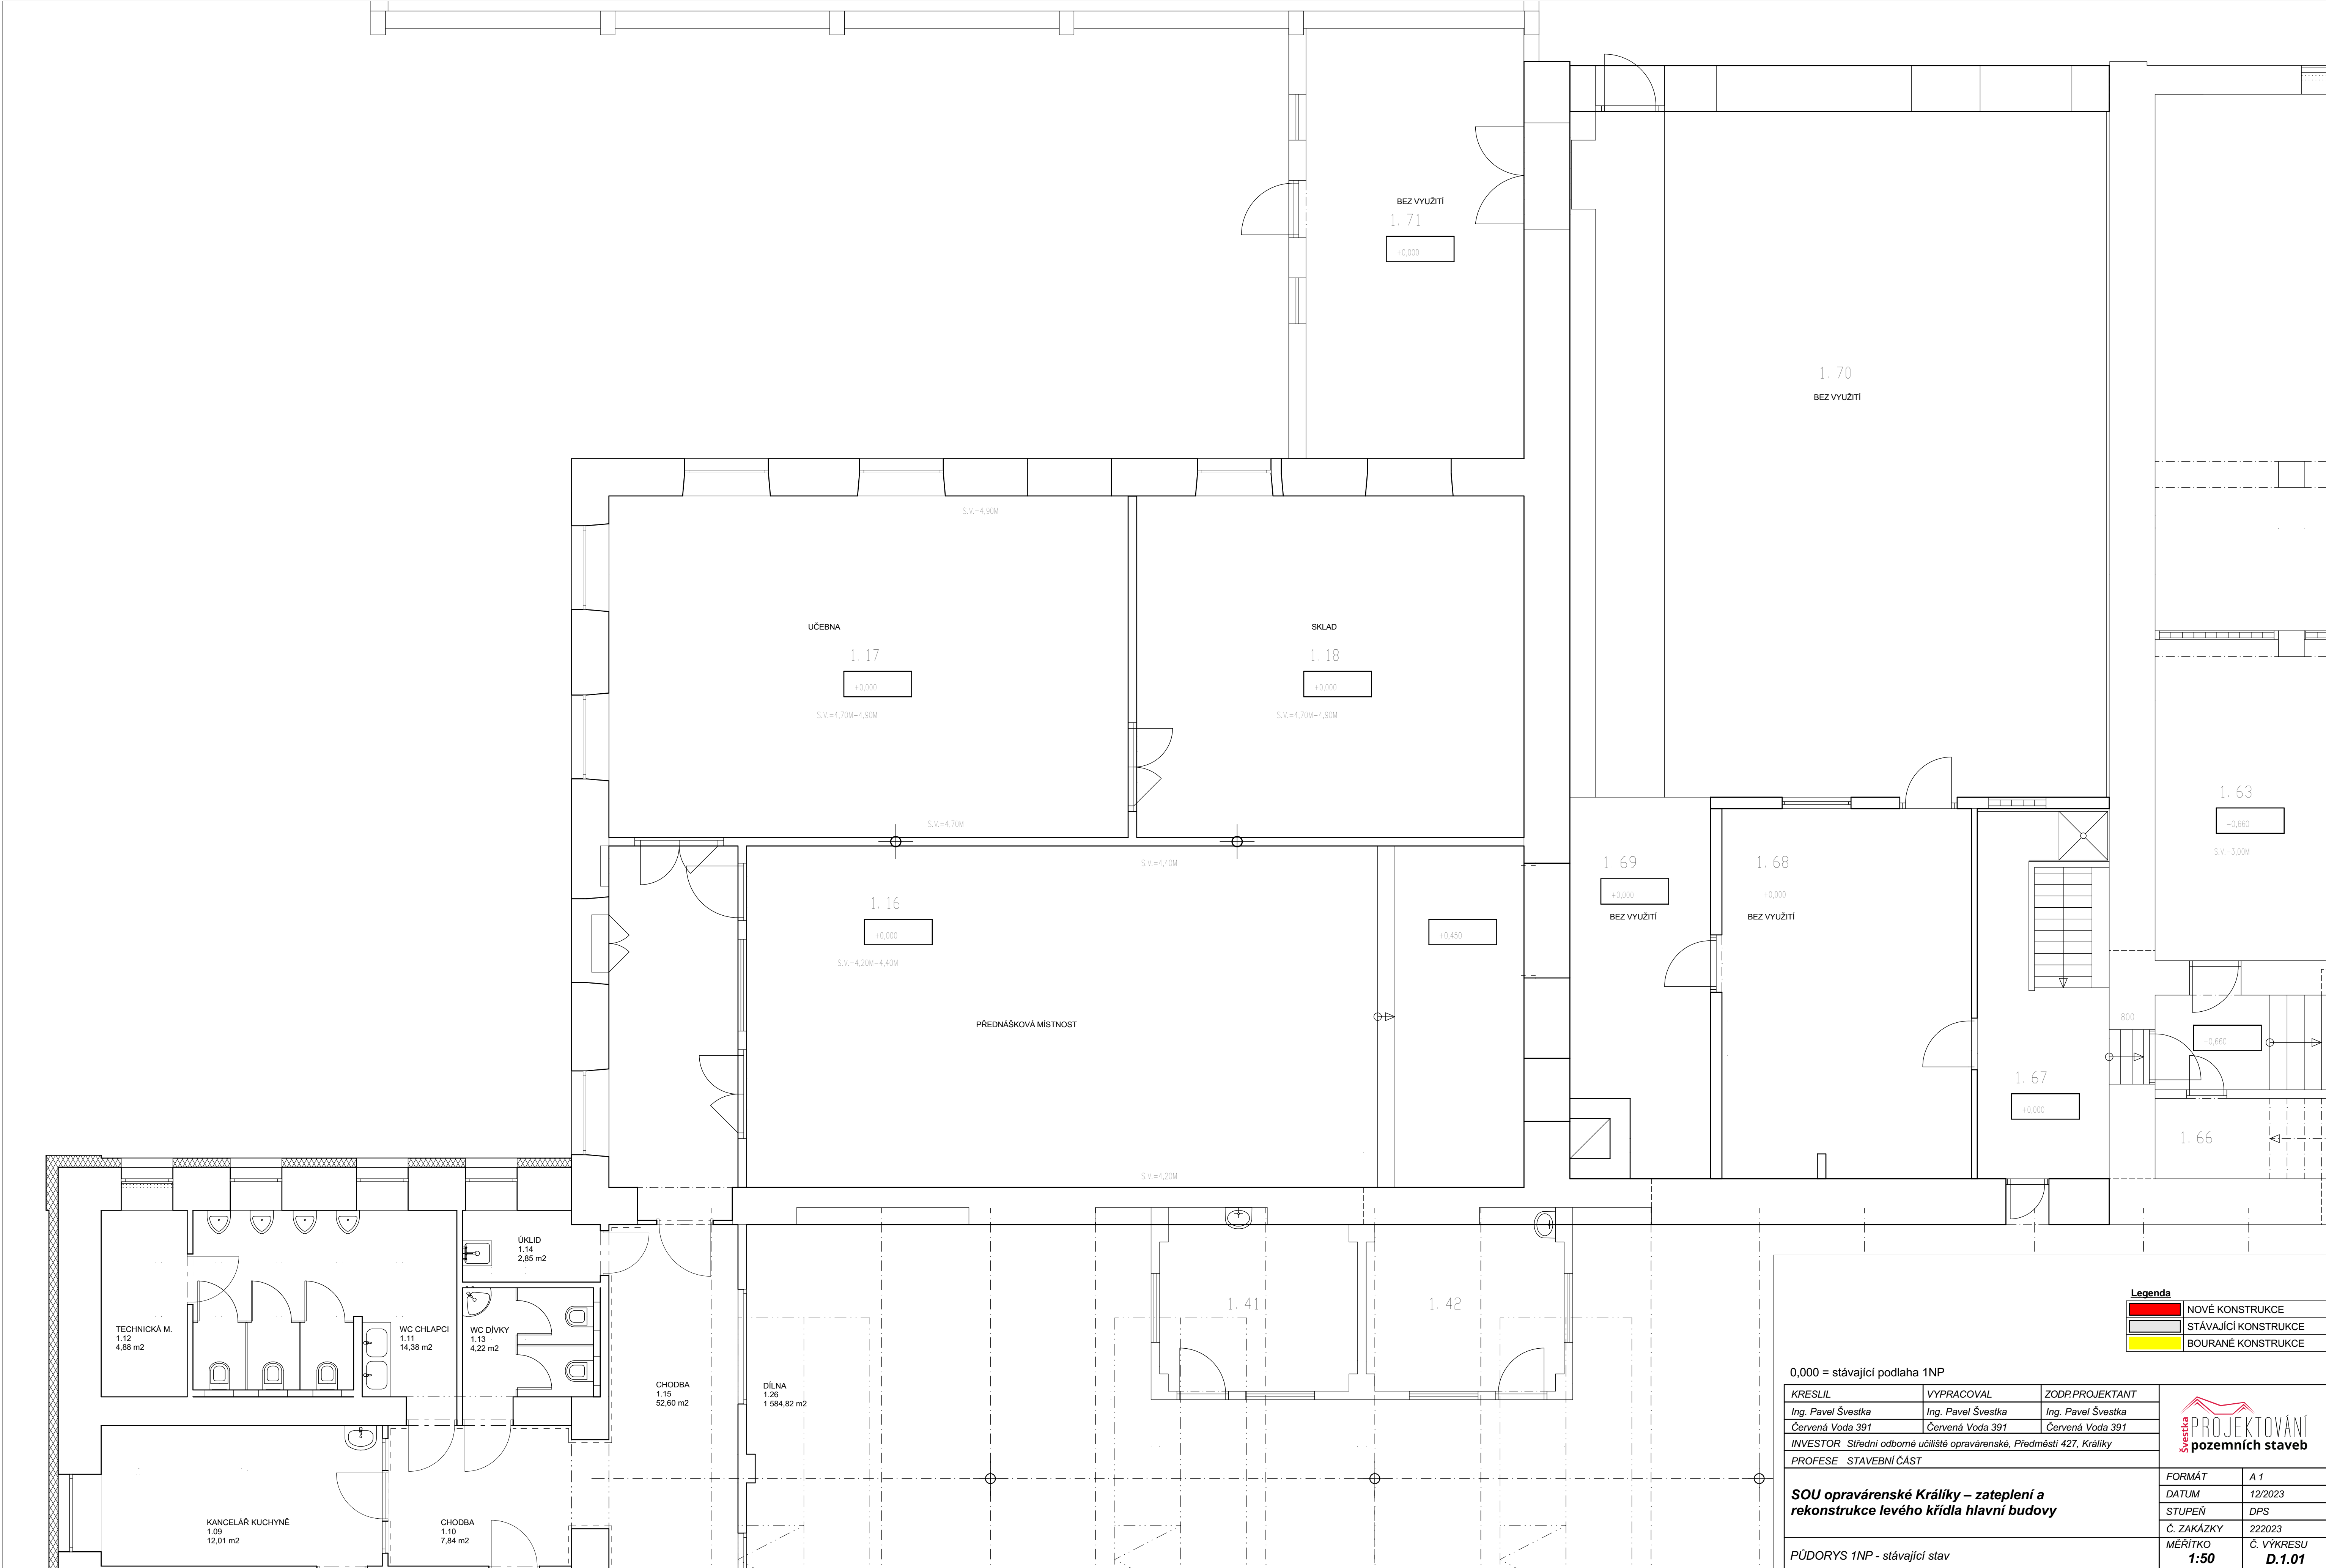 BEZ VYUŽITÍ
1. 71
+0,000
1. 70
BEZ VYUŽITÍ
S.V.=4,90M
UČEBNA
1. 17
+0,000
S.V.=4,70M-4,90M
S.V.=4,70M
SKLAD
1. 18
+0,000
S.V.=4,70M-4,90M
1. 63
-0,660
S.V.=3,00M
S.V.=4,40M
1. 16
+0,000
S.V.=4,20M-4,40M
+0,450
PŘEDNÁŠKOVÁ MÍSTNOST
S.V.=4,20M
1. 69
+0,000
BEZ VYUŽITÍ
1. 68
+0,000
BEZ VYUŽITÍ
800
-0,660
1. 67
+0,000
1. 66
ÚKLID
1.14
2,85 m2
TECHNICKÁ M.
1.12
4,88 m2
WC CHLAPCI
1.11
14,38 m2
WC DÍVKY
1.13
4,22 m2
CHODBA
1.15
52,60 m2
DÍLNA
1.26
1 584,82 m2
1. 41
1. 42
KANCELÁŘ KUCHYNĚ
1.09
12,01 m2
CHODBA
1.10
7,84 m2
Legenda
NOVÉ KONSTRUKCE
STÁVAJÍCÍ KONSTRUKCE
BOURANÉ KONSTRUKCE
0,000 = stávající podlaha 1NP
KRESLIL VYPRACOVAL ZODP.PROJEKTANT
Ing. Pavel Švestka Ing. Pavel Švestka Ing. Pavel Švestka
Červená Voda 391 Červená Voda 391 Červená Voda 391
INVESTOR Střední odborné učiliště opravárenské, Předměstí 427, Králíky
PROFESE STAVEBNÍ ČÁST
Švestka
PROJEKTOVÁNÍ
pozemních staveb
SOU opravárenské Králíky – zateplení a
rekonstrukce levého křídla hlavní budovy
FORMÁT A 1
DATUM 12/2023
STUPEŇ DPS
Č. ZAKÁZKY 222023
PŮDORYS 1NP - stávající stav
MĚŘÍTKO Č. VÝKRESU
1:50 D.1.01